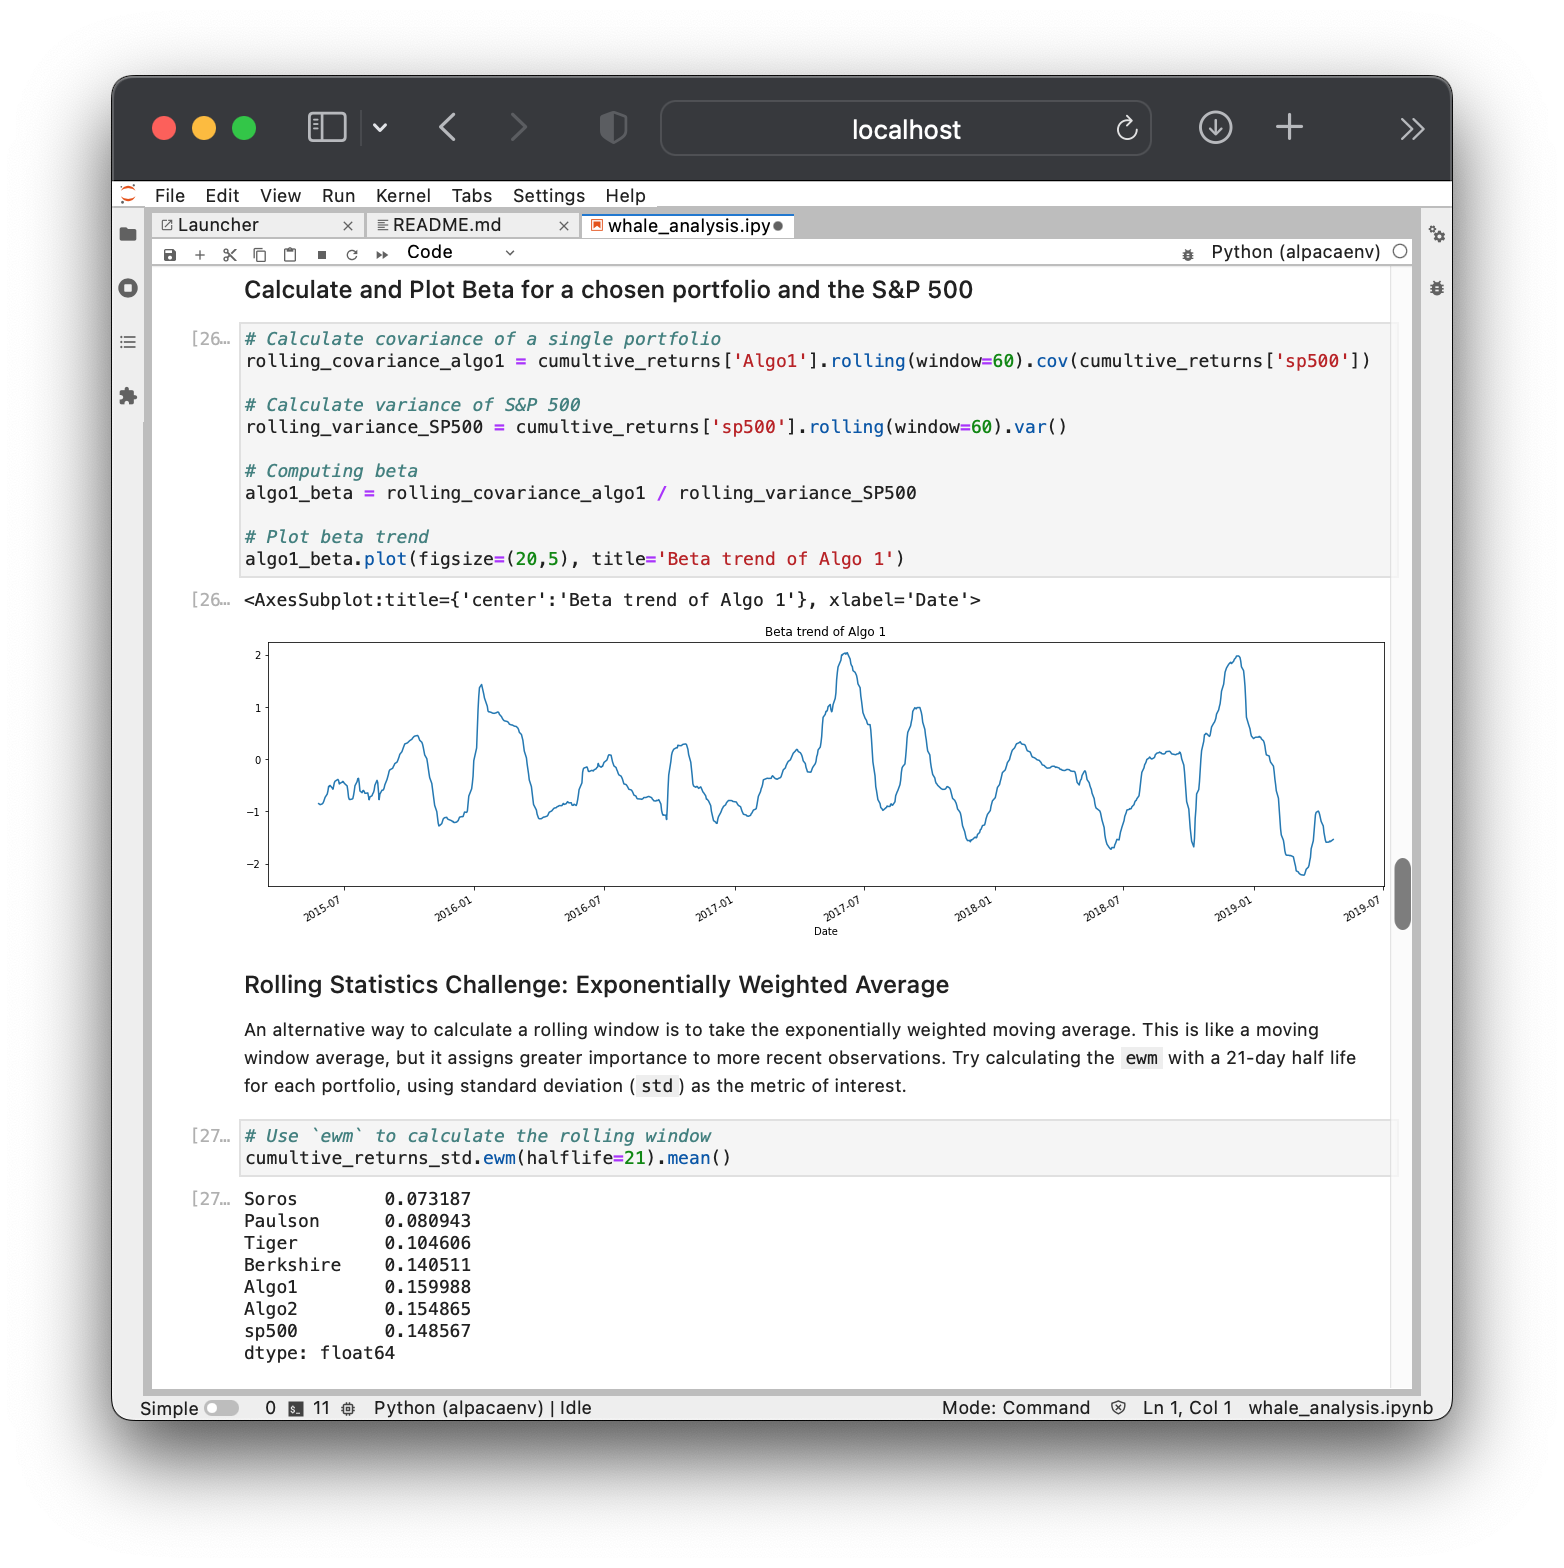 localhost
File Edit View Run Kernel Tabs Settings Help
Launcher README.md whale_analysis.ipy
Code Python (alpacaenv)
Calculate and Plot Beta for a chosen portfolio and the S&P 500
[26… # Calculate covariance of a single portfolio
rolling_covariance_algo1 = cumultive_returns['Algo1'].rolling(window=60).cov(cumultive_returns['sp500'])
# Calculate variance of S&P 500
rolling_variance_SP500 = cumultive_returns['sp500'].rolling(window=60).var()
# Computing beta
algo1_beta = rolling_covariance_algo1 / rolling_variance_SP500
# Plot beta trend
algo1_beta.plot(figsize=(20,5), title='Beta trend of Algo 1')
[26… <AxesSubplot:title={'center':'Beta trend of Algo 1'}, xlabel='Date'>
Beta trend of Algo 1
2
1
0
−1
−2
2015-07 2016-01 2016-07 2017-01 2017-07 2018-01 2018-07 2019-01 2019-07
Date
Rolling Statistics Challenge: Exponentially Weighted Average
An alternative way to calculate a rolling window is to take the exponentially weighted moving average. This is like a moving
window average, but it assigns greater importance to more recent observations. Try calculating the ewm with a 21-day half life
for each portfolio, using standard deviation (std) as the metric of interest.
[27… # Use `ewm` to calculate the rolling window
cumultive_returns_std.ewm(halflife=21).mean()
[27… Soros 0.073187
Paulson 0.080943
Tiger 0.104606
Berkshire 0.140511
Algo1 0.159988
Algo2 0.154865
sp500 0.148567
dtype: float64
Simple 0 11 Python (alpacaenv) | Idle Mode: Command Ln 1, Col 1 whale_analysis.ipynb